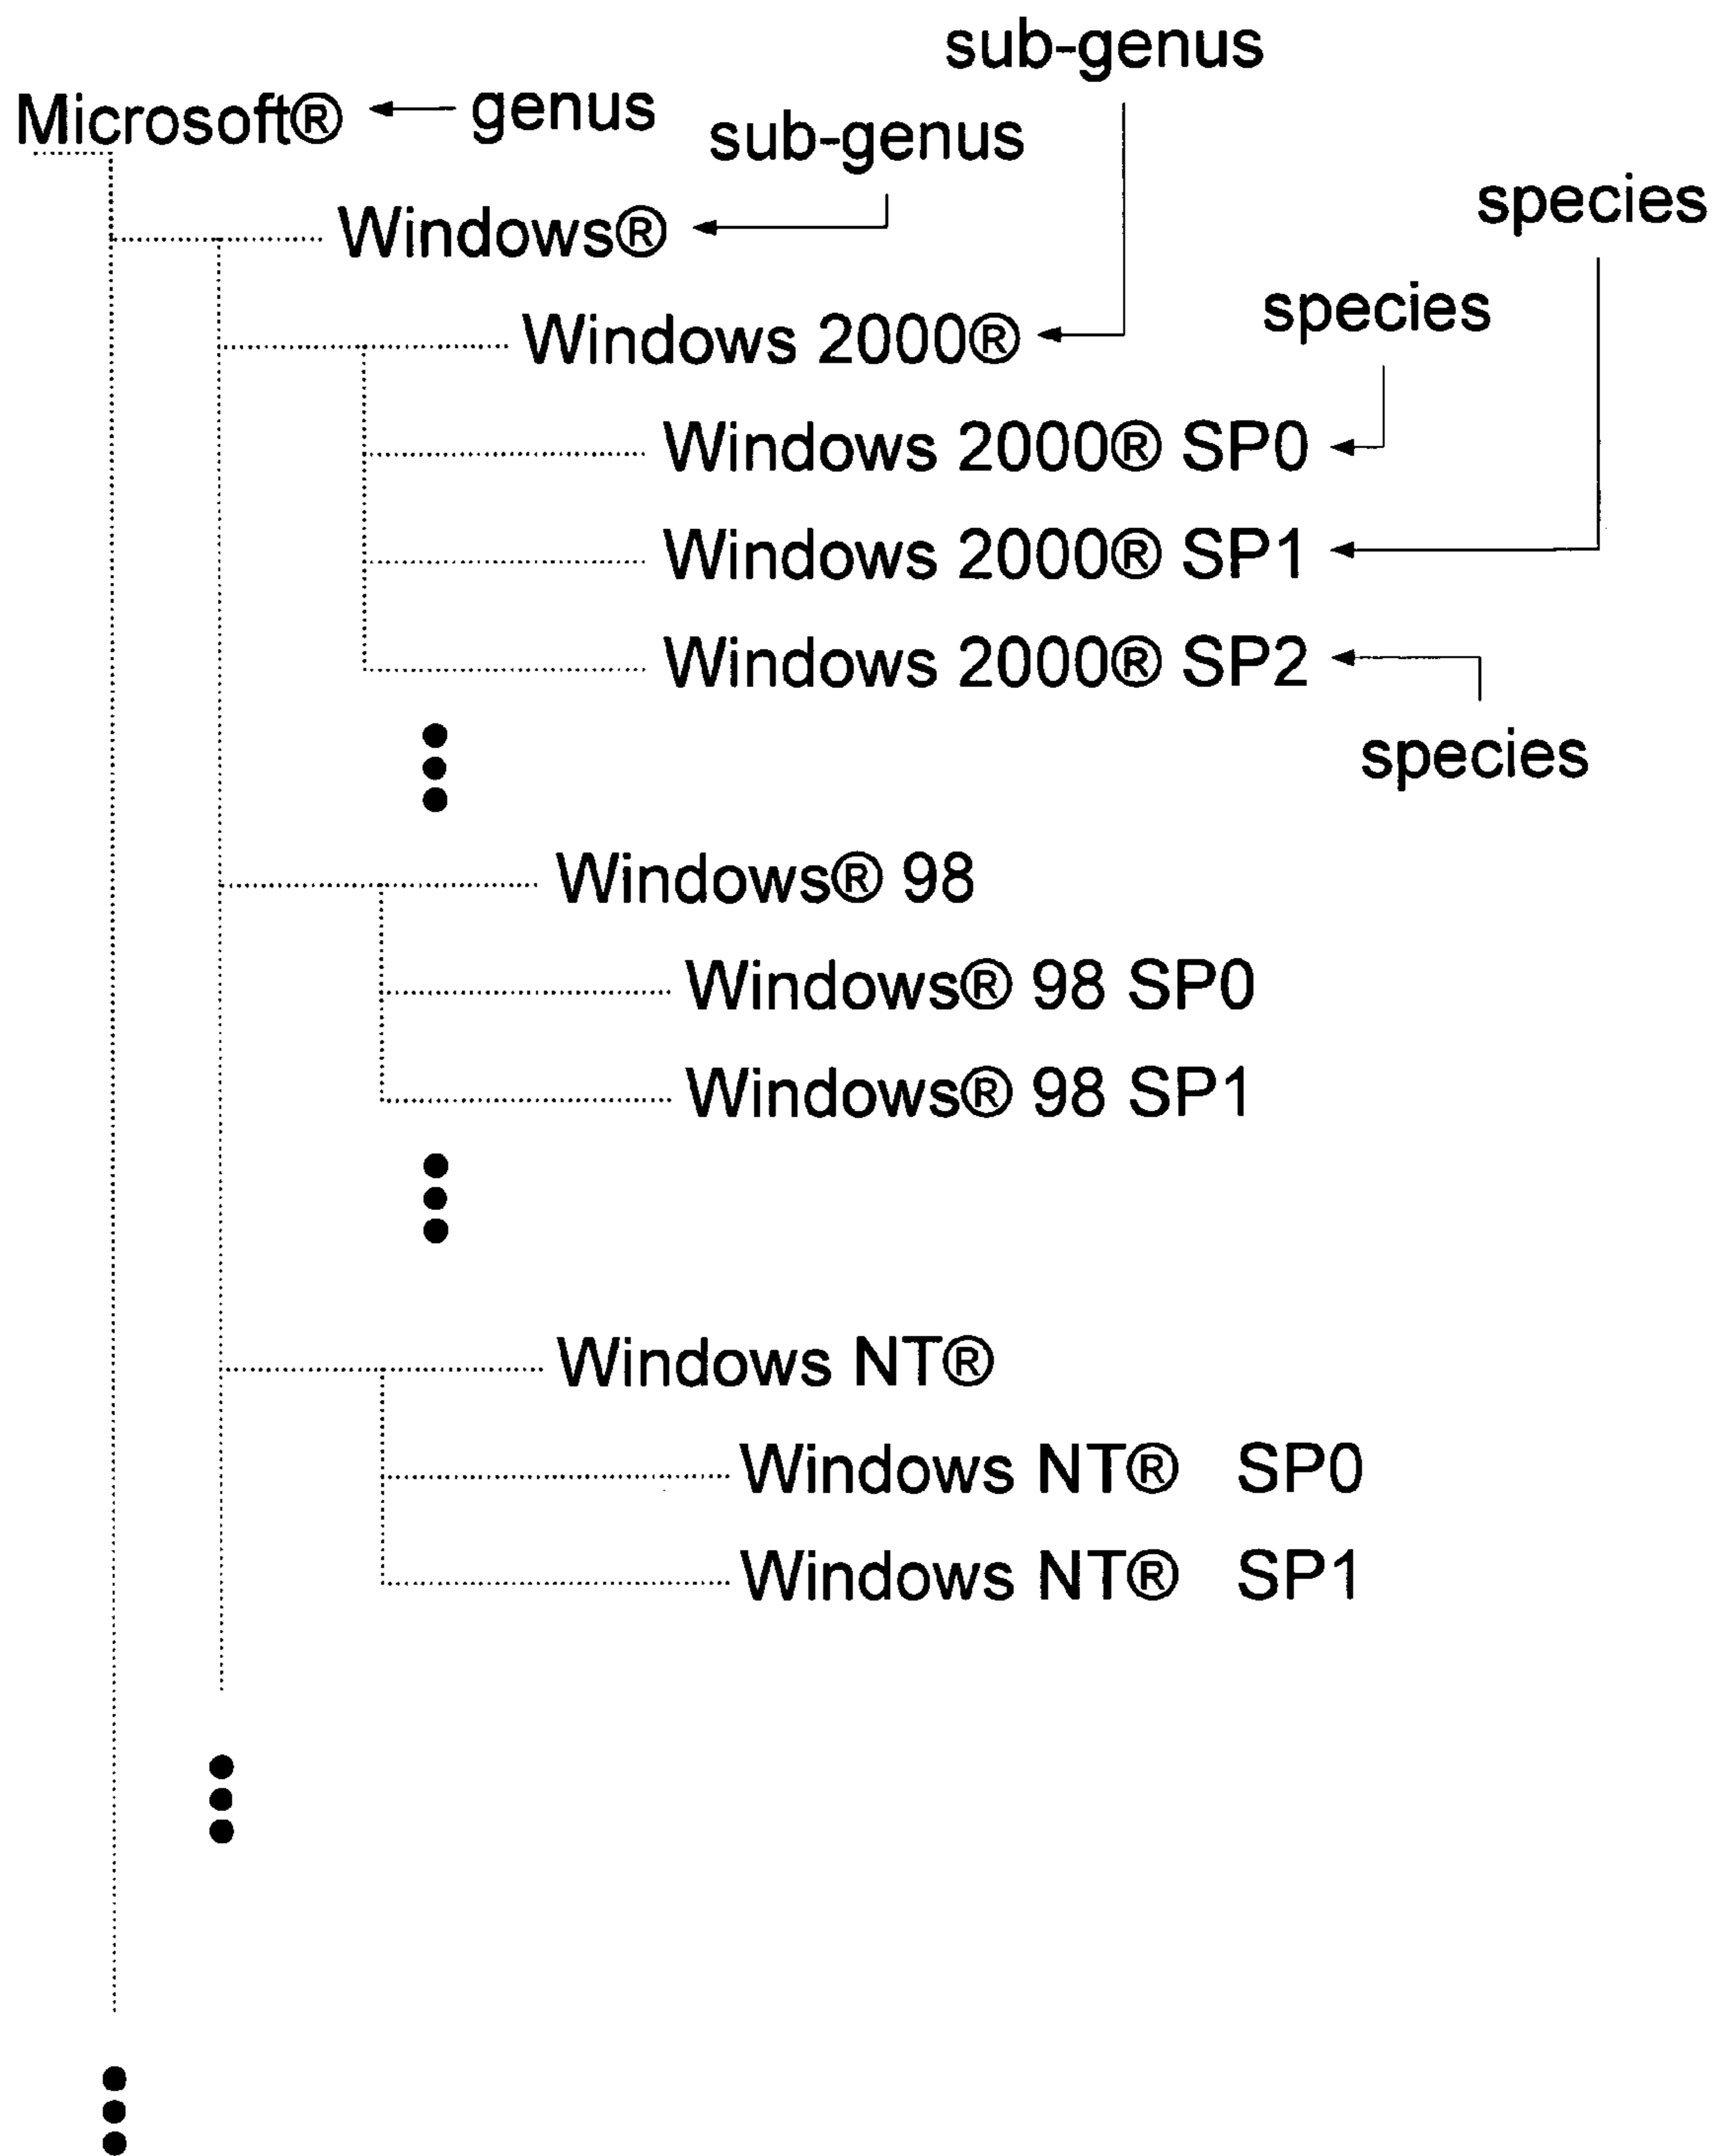 sub-genus
Microsoft® genus
sub-genus
species
Windows®
species
Windows 2000®
Windows 2000® SP0
Windows 2000® SP1
Windows 2000® SP2
species
Windows® 98
Windows® 98 SP0
Windows® 98 SP1
Windows NT®
Windows NT® SP0
Windows NT® SP1